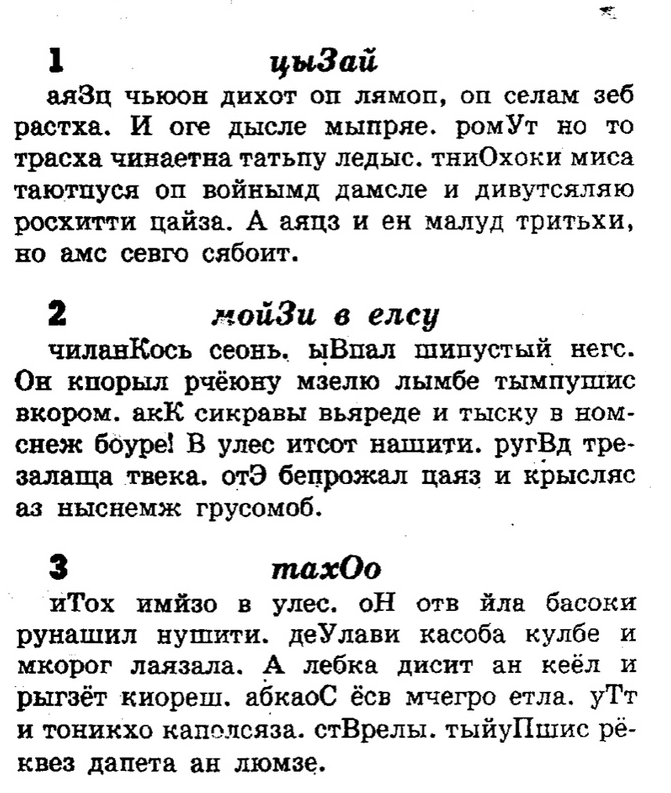 1 цыЗай
аяЗц чьюон дихот оп лямоп, оп селам зеб
растха. И оге дысле мыпряе. ромУт но то
трасха чинаетна татьпу ледыс. тниОхоки миса
таютпуся оп войнымд дамсле и дивутсяляю
росхитти цайза. А аяцз и ен малуд тритьхи,
но амс севго сябоит.
2 мойЗи в елсу
чиланКось сеонь. ыВпал шипустый негс.
Он кпорыл рчёюну мзелю лымбе тымпушис
вкором. акК сикравы вьяреде и тыску в ном-
снеж боуре! В улес итсот нашити. ругВд тре-
залаща твека. отЭ бепрожал цаяз и крысляс
аз ныснемж грусомоб.
3 тахОо
иТох имйзо в улес. оН отв йла басоки
рунашил нушити. деУлави касоба кулбе и
мкорог лаязала. А лебка дисит ан кеёл и
рыгзёт киореш. абкаоС ёсв мчегро етла. уТт
и тоникхо каполсяза. стВрелы. тыйуПшис рё-
квез дапета ан люмзе.